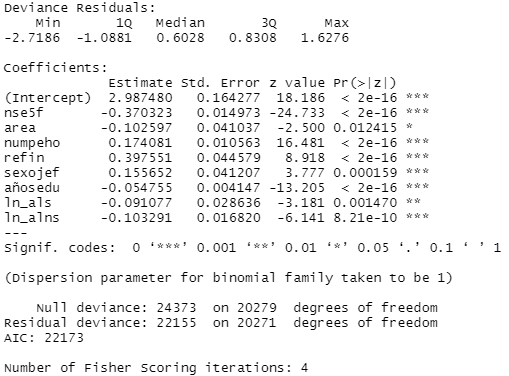 Deviance Residuals:
Min 1Q Median 3Q Max
-2.7186 -1.0881 0.6028 0.8308 1.6276
Coefficients:
Estimate Std. Error z value Pr(>|z|)
(Intercept) 2.987480 0.164277 18.186 < 2e-16 ***
nse5f -0.370323 0.014973 -24.733 < 2e-16 ***
area -0.102597 0.041037 -2.500 0.012415 *
numpeho 0.174081 0.010563 16.481 < 2e-16 ***
refin 0.397551 0.044579 8.918 < 2e-16 ***
sexojef 0.155652 0.041207 3.777 0.000159 ***
añosedu -0.054755 0.004147 -13.205 < 2e-16 ***
ln_als -0.091077 0.028636 -3.181 0.001470 **
ln_alns -0.103291 0.016820 -6.141 8.21e-10 ***
---
Signif. codes: 0 ‘***’ 0.001 ‘**’ 0.01 ‘*’ 0.05 ‘.’ 0.1 ‘ ’ 1
(Dispersion parameter for binomial family taken to be 1)
Null deviance: 24373 on 20279 degrees of freedom
Residual deviance: 22155 on 20271 degrees of freedom
AIC: 22173
Number of Fisher Scoring iterations: 4